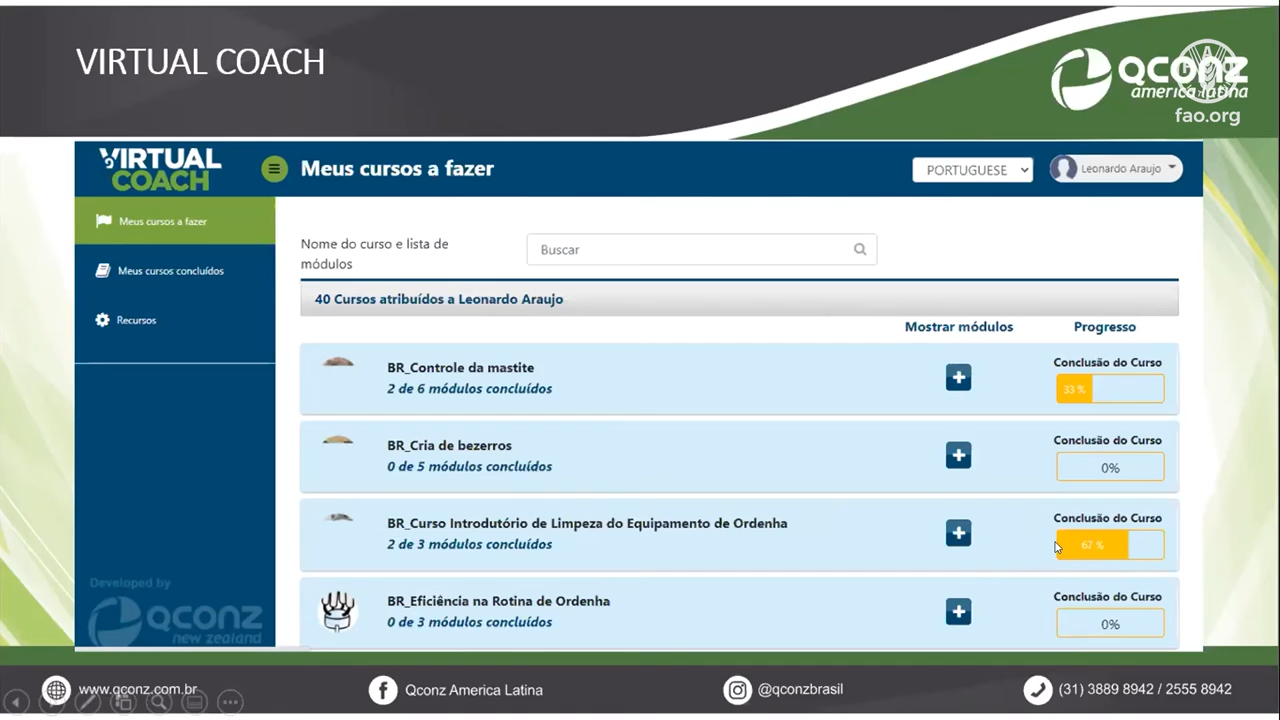 VIRTUAL COACH
QCONZ
america latina
fao.org
VIRTUAL
COACH
Meus cursos a fazer
PORTUGUESE
Leonardo Araujo
Meus cursos a fazer
Meus cursos concluídos
Recursos
Nome do curso e lista de
módulos
Buscar
40 Cursos atribuídos a Leonardo Araujo
Mostrar módulos
Progresso
BR_Controle da mastite
2 de 6 módulos concluídos
Conclusão do Curso
33 %
BR_Cria de bezerros
0 de 5 módulos concluídos
Conclusão do Curso
0%
BR_Curso Introdutório de Limpeza do Equipamento de Ordenha
2 de 3 módulos concluídos
Conclusão do Curso
67 %
BR_Eficiência na Rotina de Ordenha
0 de 3 módulos concluídos
Conclusão do Curso
0%
Developed by
QCONZ
new zealand
www.qconz.com.br
Qconz America Latina
@qconzbrasil
(31) 3889 8942 / 2555 8942